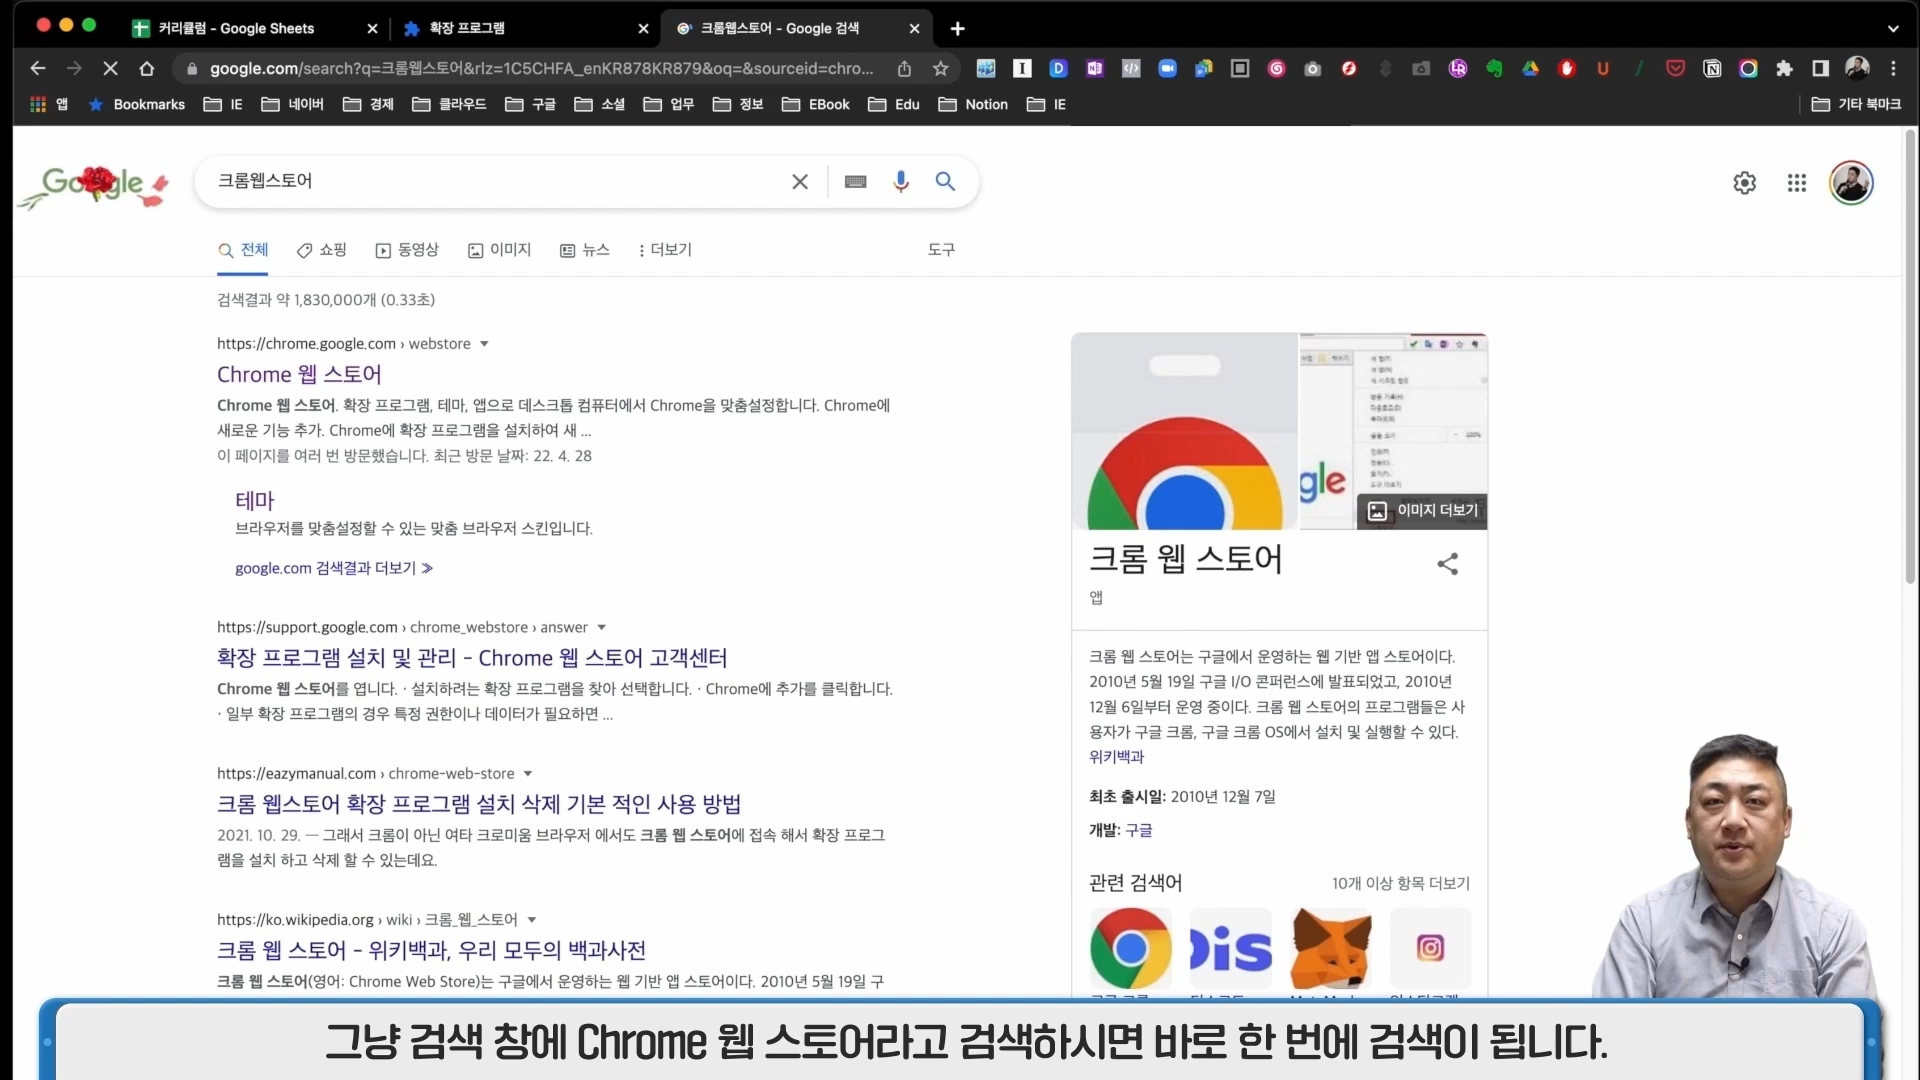 커리큘럼 - Google Sheets
확장 프로그램
크롬웹스토어 - Google 검색
google.com/search?q=크롬웹스토어&rlz=1C5CHFA_enKR878KR879&oq=&sourceid=chro...
앱
Bookmarks
IE
네이버
경제
클라우드
구글
소셜
업무
정보
EBook
Edu
Notion
IE
기타 북마크
Google
크롬웹스토어
전체
쇼핑
동영상
이미지
뉴스
더보기
도구
검색결과 약 1,830,000개 (0.33초)
https://chrome.google.com › webstore
Chrome 웹 스토어
Chrome 웹 스토어. 확장 프로그램, 테마, 앱으로 데스크톱 컴퓨터에서 Chrome을 맞춤설정합니다. Chrome에
새로운 기능 추가. Chrome에 확장 프로그램을 설치하여 새 ...
이 페이지를 여러 번 방문했습니다. 최근 방문 날짜: 22. 4. 28
테마
브라우저를 맞춤설정할 수 있는 맞춤 브라우저 스킨입니다.
google.com 검색결과 더보기 ≫
https://support.google.com › chrome_webstore › answer
확장 프로그램 설치 및 관리 - Chrome 웹 스토어 고객센터
Chrome 웹 스토어를 엽니다. · 설치하려는 확장 프로그램을 찾아 선택합니다. · Chrome에 추가를 클릭합니다.
· 일부 확장 프로그램의 경우 특정 권한이나 데이터가 필요하면 ...
https://eazymanual.com › chrome-web-store
크롬 웹스토어 확장 프로그램 설치 삭제 기본 적인 사용 방법
2021. 10. 29. — 그래서 크롬이 아닌 여타 크로미움 브라우저 에서도 크롬 웹 스토어에 접속 해서 확장 프로그
램을 설치 하고 삭제 할 수 있는데요.
https://ko.wikipedia.org › wiki › 크롬_웹_스토어
크롬 웹 스토어 - 위키백과, 우리 모두의 백과사전
크롬 웹 스토어(영어: Chrome Web Store)는 구글에서 운영하는 웹 기반 앱 스토어이다. 2010년 5월 19일 구
gle
이미지 더보기
크롬 웹 스토어
앱
크롬 웹 스토어는 구글에서 운영하는 웹 기반 앱 스토어이다.
2010년 5월 19일 구글 I/O 콘퍼런스에 발표되었고, 2010년
12월 6일부터 운영 중이다. 크롬 웹 스토어의 프로그램들은 사
용자가 구글 크롬, 구글 크롬 OS에서 설치 및 실행할 수 있다.
위키백과
최초 출시일: 2010년 12월 7일
개발: 구글
관련 검색어
10개 이상 항목 더보기
Dis
그냥 검색 창에 Chrome 웹 스토어라고 검색하시면 바로 한 번에 검색이 됩니다.